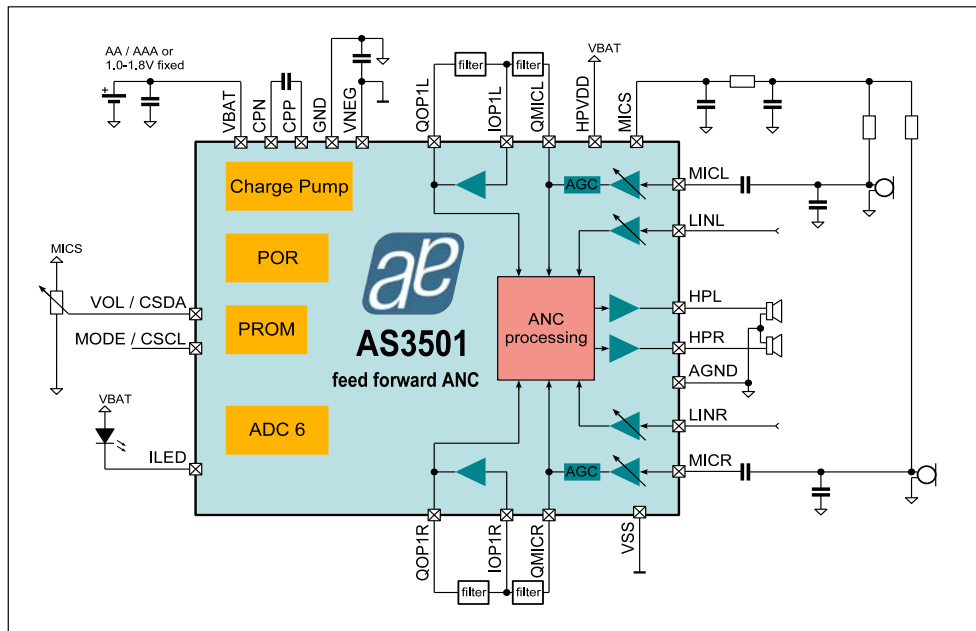 AA / AAA or
1.0-1.8V fixed
VBAT
CPN
CPP
GND
VNEG
QOP1L
filter
IOP1L
filter
QMICL
VBAT
HPVDD
MICS
Charge Pump
POR
PROM
ADC 6
ae
AS3501
feed forward ANC
AGC
ANC
processing
AGC
MICL
LINL
HPL
HPR
AGND
LINR
MICR
MICS
VOL / CSDA
MODE / CSCL
VBAT
ILED
QOP1R
filter
IOP1R
filter
QMICR
VSS